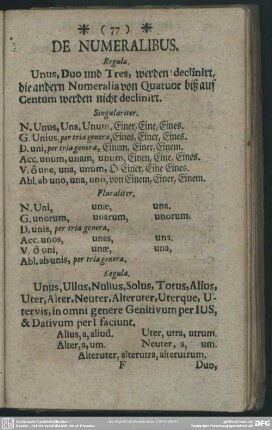 ( 77 )
DE NUMERALIBUS.
Regula.
Unus, Duo und Tres, werden declinirt,
die andern Numeralia von Quatuor biß auf
Centum werden nicht declinirt.
Singulariter.
N. Unus, Una, Unum, Einer, Eine, Eines.
G. Unius, per tria genera, Eines, Einer, Eines.
D. uni, per tria genera, Einem, Einer, Einem.
Acc. unum, unam, unum, Einen, Eine, Eines.
V. ô une, una, unum, O Einer, Eine, Eines
Abl. ab uno, una, uno, von Einem, Einer, Einem.
Pluraliter.
N. Uni, unæ, una.
G. unorum, unarum, unorum.
D. unis, per tria genera.
Acc. unos, unas, una.
V. ô uni, unæ, una,
Abl. ab unis, per tria genera.
Regula.
Unus, Ullus, Nullus, Solus, Totus, Alius,
Uter, Alter, Neuter, Alteruter, Uterque, U-
tervis, in omni genere Genitivum per IUS,
& Dativum per I faciunt.
Alius, a, aliud. Uter, utra, utrum.
Alter, a, um. Neuter, a, um.
Alteruter, alterutra, alterutrum.
F Duo,